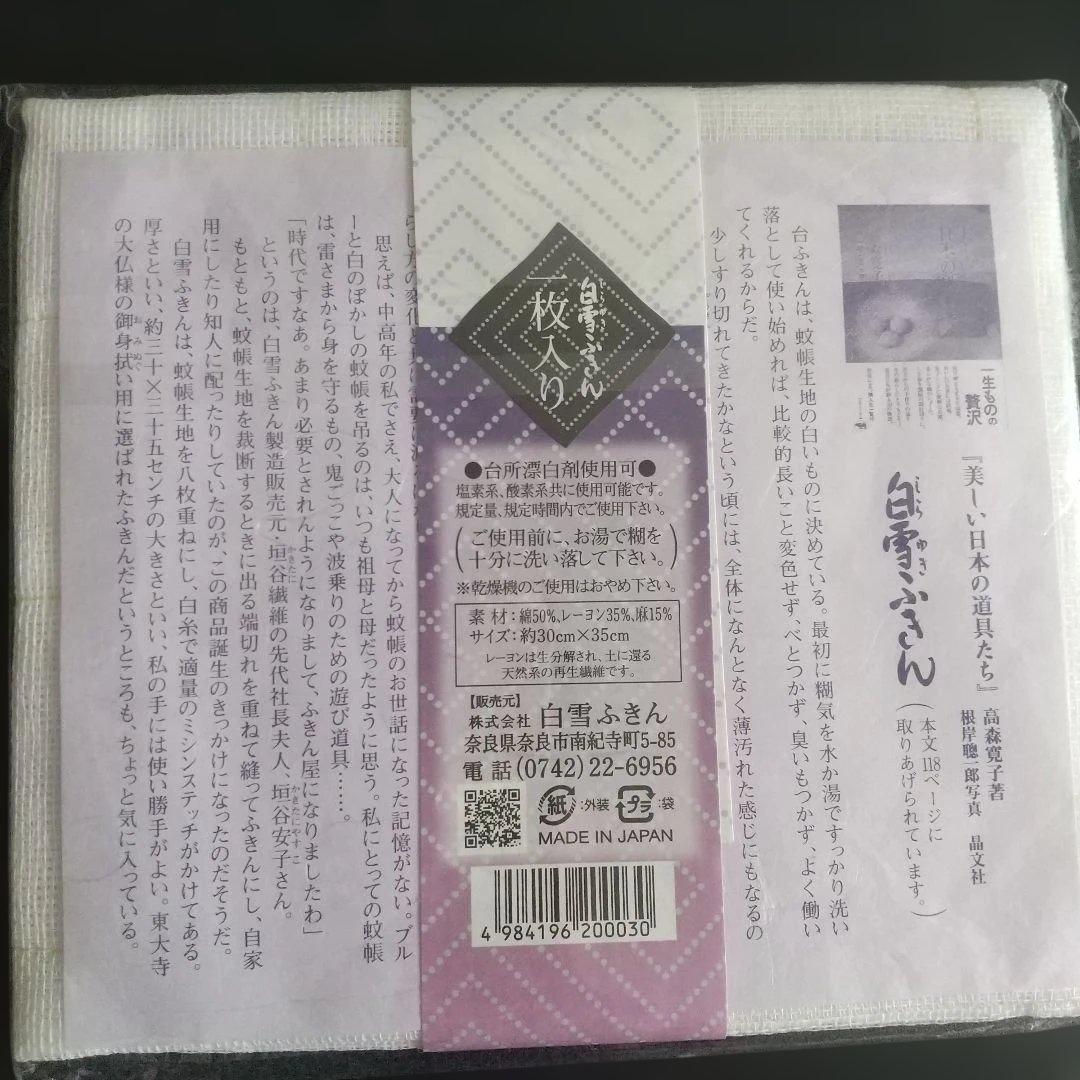 『美しい日本の道具たち』高森寛子著
根岸聰一郎写真 晶文社
白雪ふきん
しら
ゆき
(本文118ページに
取りあげられています。)
一生ものの
贅沢
台ふきんは、蚊帳生地の白いものに決めている。最初に糊気を水か湯ですっかり洗い
落として使い始めれば、比較的長いこと変色せず、べとつかず、臭いもつかず、よく働い
てくれるからだ。
少しすり切れてきたかなという頃には、全体になんとなく薄汚れた感じにもなるの
白雪ふきん
一枚入り
●台所漂白剤使用可●
塩素系、酸素系共に使用可能です。
規定量、規定時間内でご使用下さい。
(ご使用前に、お湯で糊を
十分に洗い落して下さい。)
※乾燥機のご使用はおやめ下さい。
素材:綿50%,レーヨン35%,麻15%
サイズ:約30cm×35cm
レーヨンは生分解され、土に還る
天然系の再生繊維です。
【販売元】
株式会社 白雪ふきん
奈良県奈良市南紀寺町5-85
電話(0742)22-6956
紙:外装 プラ:袋
MADE IN JAPAN
4 984196 200030
思えば、中高年の私でさえ、大人になってから蚊帳のお世話になった記憶がない。ブル
ーと白のぼかしの蚊帳を吊るのは、いつも祖母と母だったように思う。私にとっての蚊帳
は、雷さまから身を守るもの、鬼ごっこや波乗りのための遊び道具……。
「時代ですなあ。あまり必要とされんようになりまして、ふきん屋になりましたわ」
というのは、白雪ふきん製造販売元・垣谷繊維の先代社長夫人、垣谷安子さん。
かきたに
かきたにやすこ
もともと、蚊帳生地を裁断するときに出る端切れを重ねて縫ってふきんにし、自家
用にしたり知人に配ったりしていたのが、この商品誕生のきっかけになったのだそうだ。
白雪ふきんは、蚊帳生地を八枚重ねにし、白糸で適量のミシンステッチがかけてある。
厚さといい、約三十×三十五センチの大きさといい、私の手には使い勝手がよい。東大寺
の大仏様の御身拭い用に選ばれたふきんだというところも、ちょっと気に入っている。
おみぬぐ